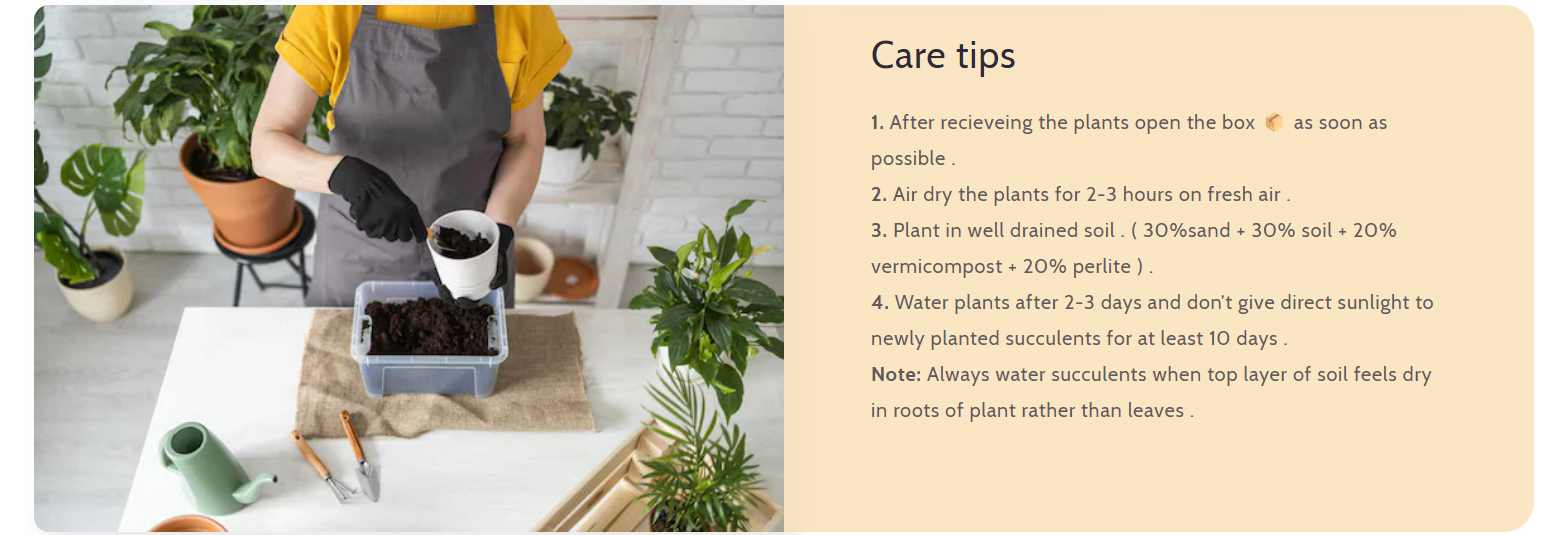 Care tips
1. After recieveing the plants open the box 📦 as soon as
possible .
2. Air dry the plants for 2-3 hours on fresh air .
3. Plant in well drained soil . ( 30%sand + 30% soil + 20%
vermicompost + 20% perlite ) .
4. Water plants after 2-3 days and don’t give direct sunlight to
newly planted succulents for at least 10 days .
Note: Always water succulents when top layer of soil feels dry
in roots of plant rather than leaves .